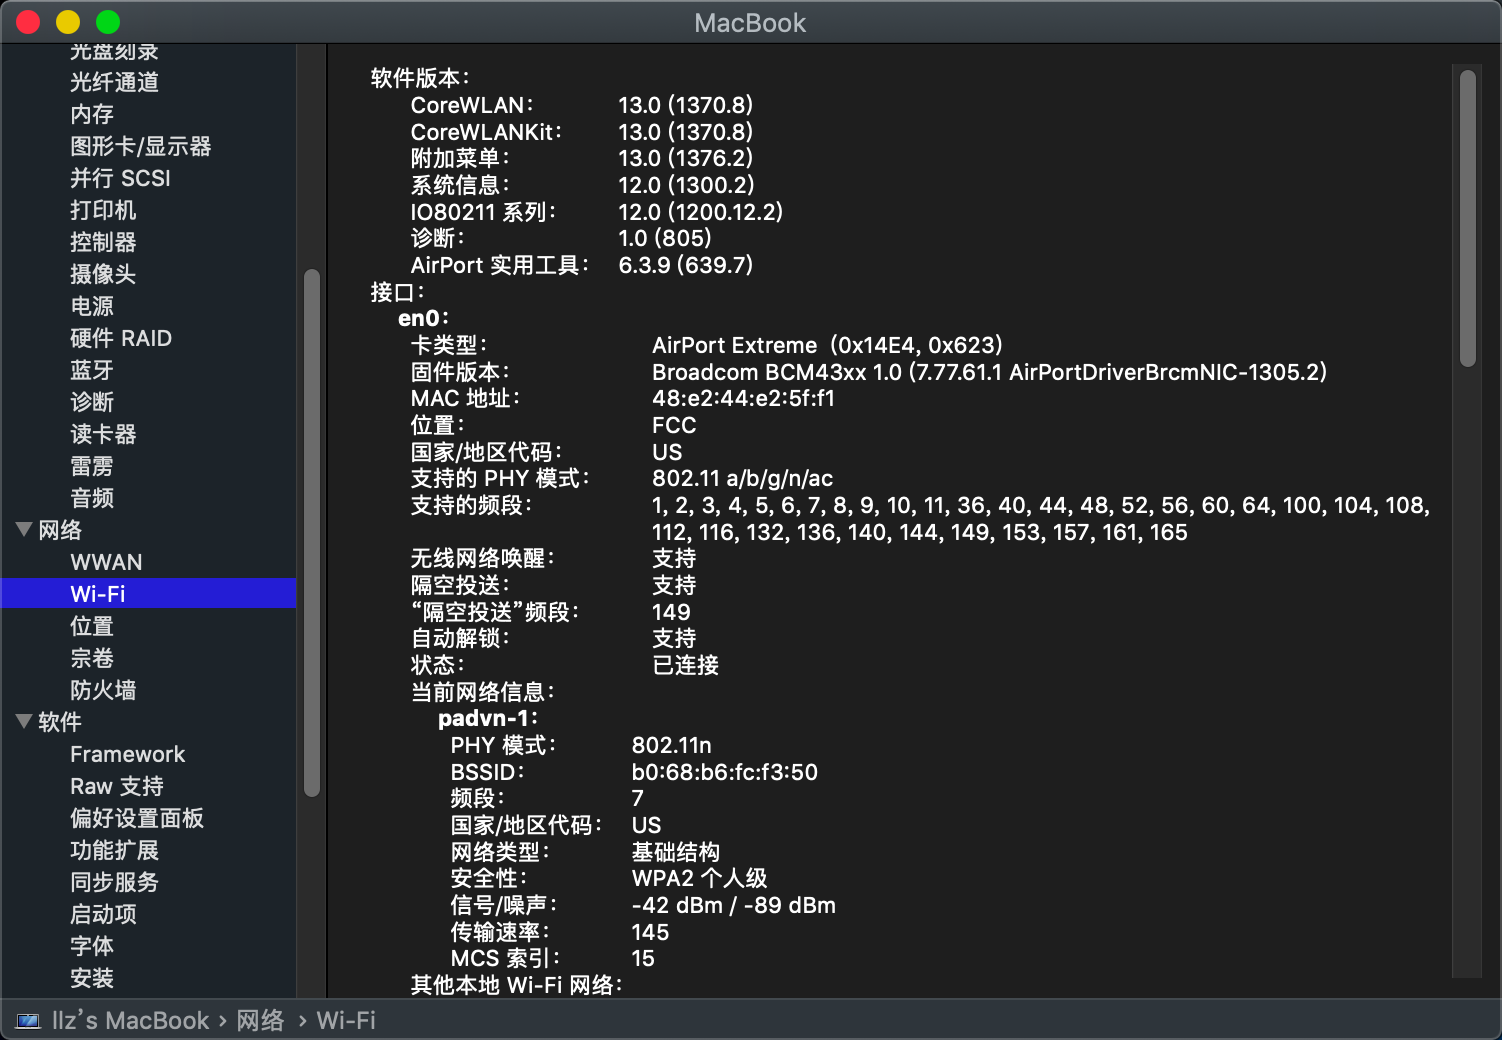 MacBook
光盘刻录
光纤通道
内存
图形卡/显示器
并行 SCSI
打印机
控制器
摄像头
电源
硬件 RAID
蓝牙
诊断
读卡器
雷雳
音频
网络
WWAN
Wi-Fi
位置
宗卷
防火墙
软件
Framework
Raw 支持
偏好设置面板
功能扩展
同步服务
启动项
字体
安装
软件版本：
CoreWLAN： 13.0 (1370.8)
CoreWLANKit： 13.0 (1370.8)
附加菜单： 13.0 (1376.2)
系统信息： 12.0 (1300.2)
IO80211 系列： 12.0 (1200.12.2)
诊断： 1.0 (805)
AirPort 实用工具： 6.3.9 (639.7)
接口：
en0：
卡类型： AirPort Extreme  (0x14E4, 0x623)
固件版本： Broadcom BCM43xx 1.0 (7.77.61.1 AirPortDriverBrcmNIC-1305.2)
MAC 地址： 48:e2:44:e2:5f:f1
位置： FCC
国家/地区代码： US
支持的 PHY 模式： 802.11 a/b/g/n/ac
支持的频段： 1, 2, 3, 4, 5, 6, 7, 8, 9, 10, 11, 36, 40, 44, 48, 52, 56, 60, 64, 100, 104, 108,
112, 116, 132, 136, 140, 144, 149, 153, 157, 161, 165
无线网络唤醒： 支持
隔空投送： 支持
“隔空投送”频段： 149
自动解锁： 支持
状态： 已连接
当前网络信息：
padvn-1：
PHY 模式： 802.11n
BSSID： b0:68:b6:fc:f3:50
频段： 7
国家/地区代码： US
网络类型： 基础结构
安全性： WPA2 个人级
信号/噪声： -42 dBm / -89 dBm
传输速率： 145
MCS 索引： 15
其他本地 Wi-Fi 网络：
llz’s MacBook › 网络 › Wi-Fi